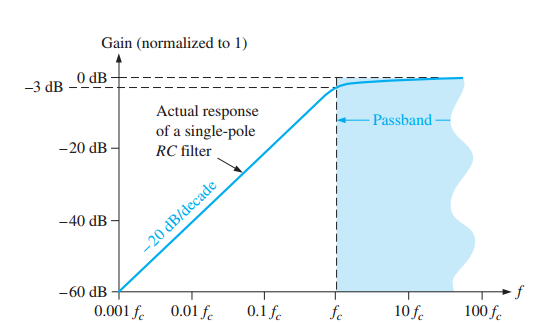 Gain (normalized to 1)
0 dB
–3 dB
Actual response
of a single-pole
RC filter
Passband
–20 dB
–20 dB/decade
–40 dB
–60 dB
0.001 fc 0.01 fc 0.1 fc fc 10 fc 100 fc
f